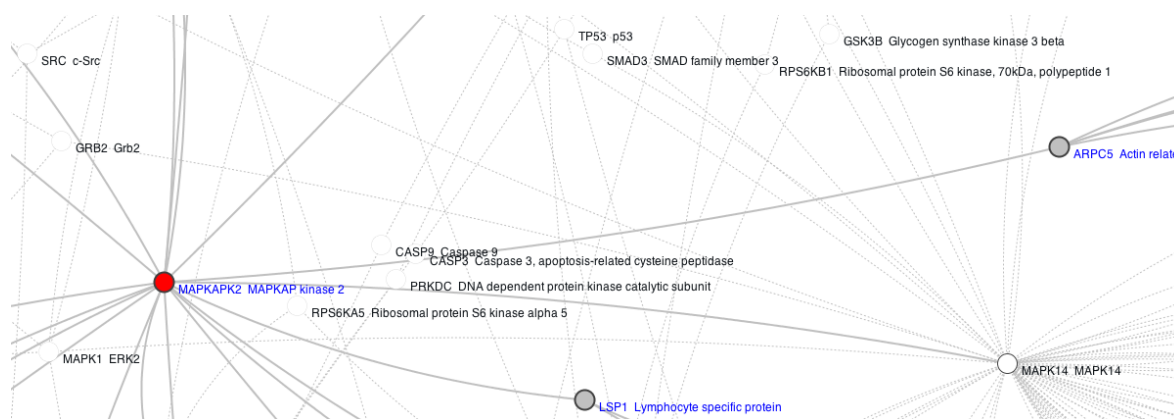 TP53 p53
GSK3B Glycogen synthase kinase 3 beta
SRC c-Src
SMAD3 SMAD family member 3
RPS6KB1 Ribosomal protein S6 kinase, 70kDa, polypeptide 1
GRB2 Grb2
ARPC5 Actin relate
CASP9 Caspase 9
CASP3 Caspase 3, apoptosis-related cysteine peptidase
MAPKAPK2 MAPKAP kinase 2
PRKDC DNA dependent protein kinase catalytic subunit
RPS6KA5 Ribosomal protein S6 kinase alpha 5
MAPK1 ERK2
MAPK14 MAPK14
LSP1 Lymphocyte specific protein